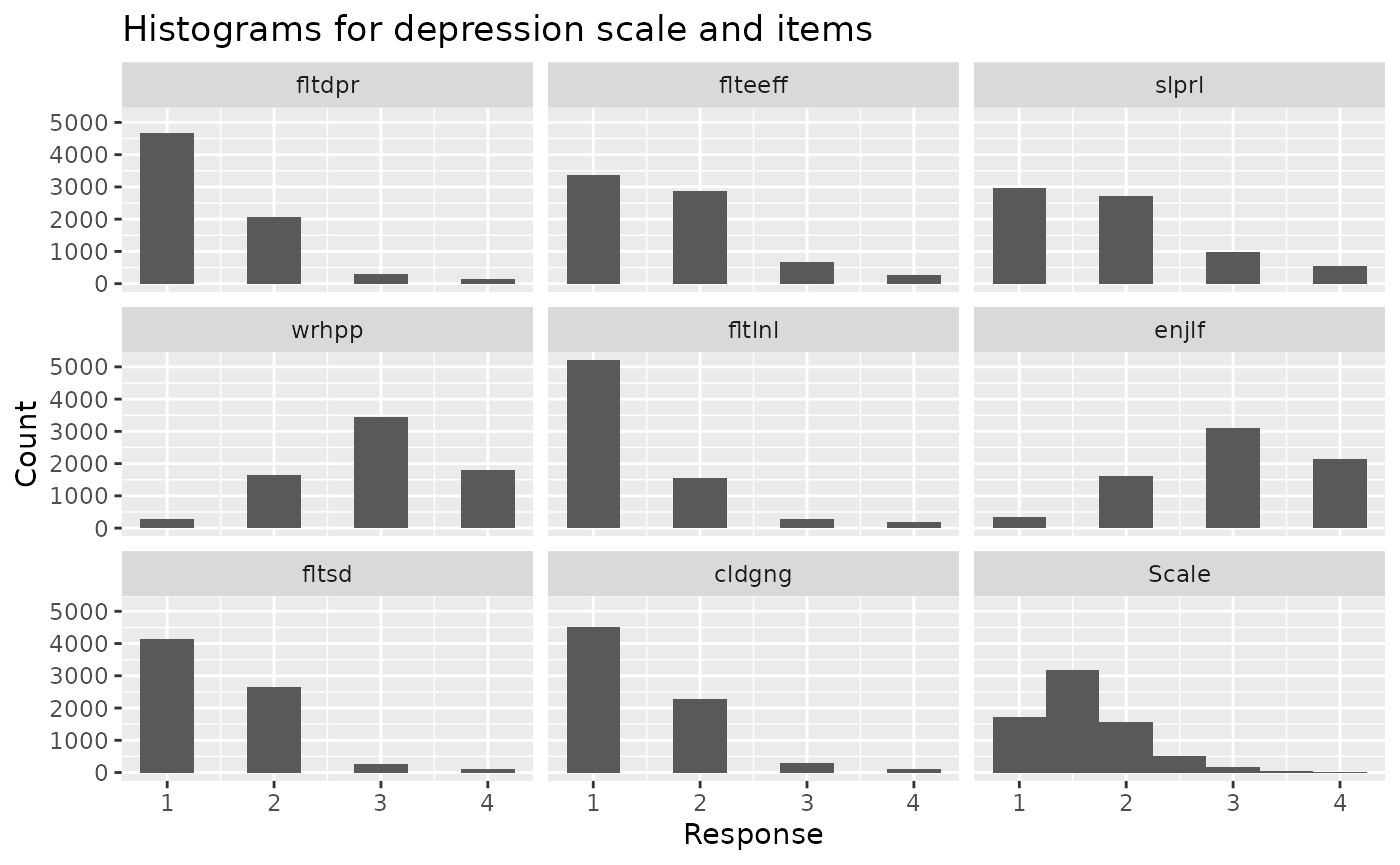 Histograms for depression scale and items
fltdpr
flteeff
slprl
5000
4000
3000
2000
1000
0
wrhpp
fltlnl
enjlf
5000
4000
3000
2000
1000
0
Count
fltsd
cldgng
Scale
5000
4000
3000
2000
1000
0
1 2 3 4 1 2 3 4 1 2 3 4
Response